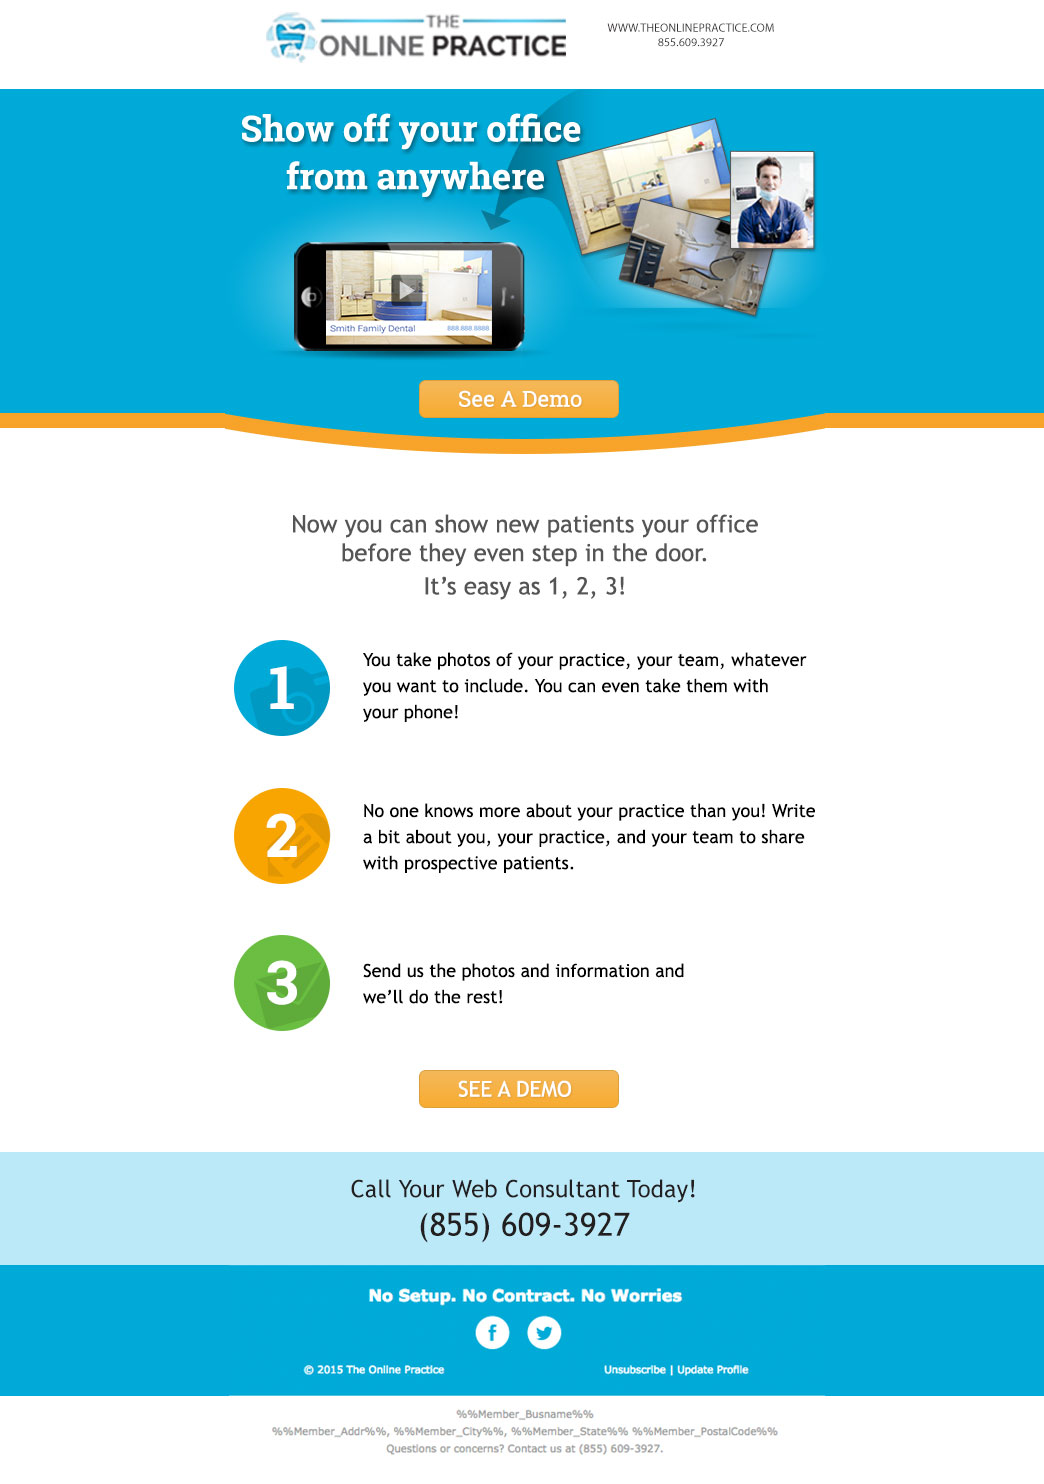 THE
ONLINE PRACTICE
WWW.THEONLINEPRACTICE.COM
855.609.3927
Show off your office
from anywhere
Smith Family Dental 888.888.8888
See A Demo
Now you can show new patients your office
before they even step in the door.
It's easy as 1, 2, 3!
1
You take photos of your practice, your team, whatever
you want to include. You can even take them with
your phone!
2
No one knows more about your practice than you! Write
a bit about you, your practice, and your team to share
with prospective patients.
3
Send us the photos and information and
we'll do the rest!
SEE A DEMO
Call Your Web Consultant Today!
(855) 609-3927
No Setup. No Contract. No Worries
© 2015 The Online Practice
Unsubscribe | Update Profile
%%Member_Busname%%
%%Member_Addr%%, %%Member_City%%, %%Member_State%% %%Member_PostalCode%%
Questions or concerns? Contact us at (855) 609-3927.